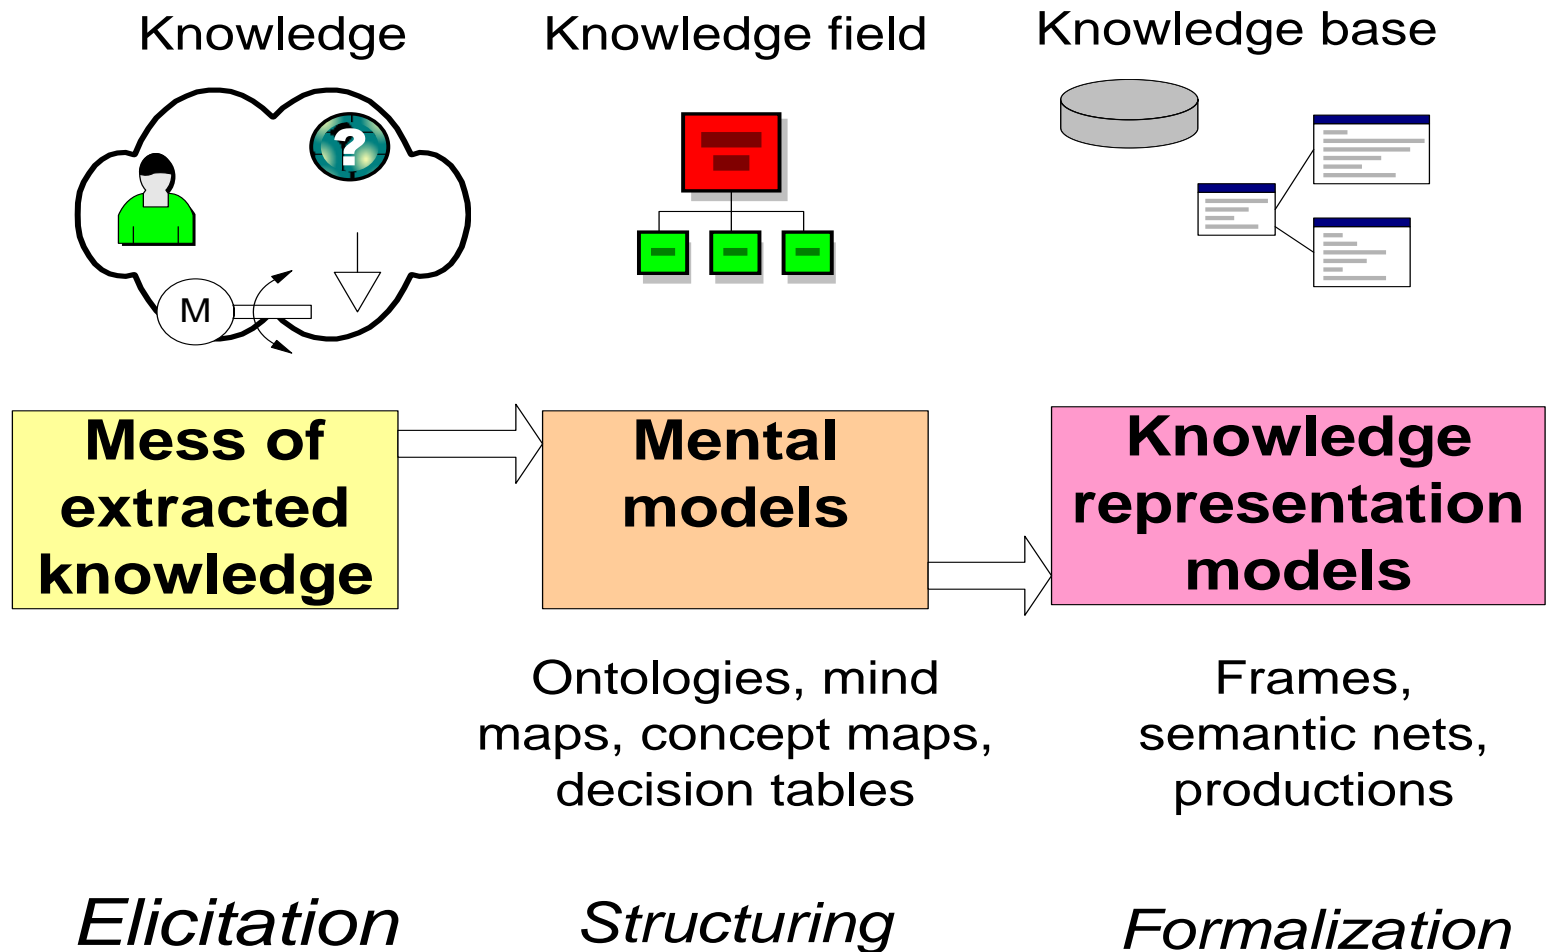 Knowledge
Knowledge field
Knowledge base
?
M
Mess of
extracted
knowledge
Mental
models
Knowledge
representation
models
Ontologies, mind
maps, concept maps,
decision tables
Frames,
semantic nets,
productions
Elicitation
Structuring
Formalization